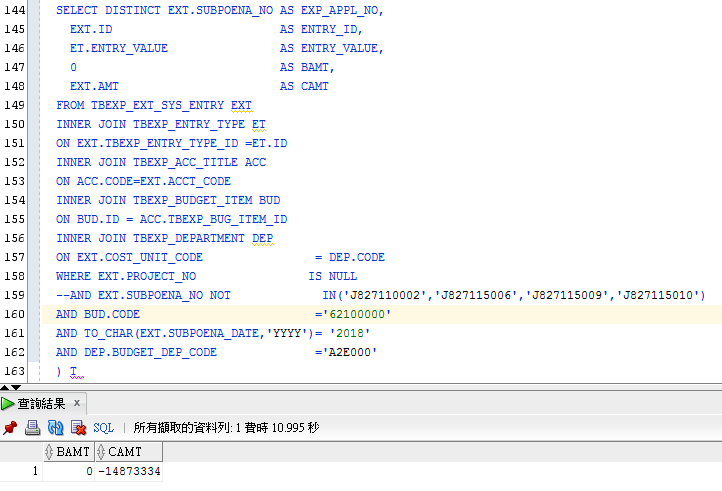 144 SELECT DISTINCT EXT.SUBPOENA_NO AS EXP_APPL_NO,
145 EXT.ID AS ENTRY_ID,
146 ET.ENTRY_VALUE AS ENTRY_VALUE,
147 0 AS BAMT,
148 EXT.AMT AS CAMT
149 FROM TBEXP_EXT_SYS_ENTRY EXT
150 INNER JOIN TBEXP_ENTRY_TYPE ET
151 ON EXT.TBEXP_ENTRY_TYPE_ID =ET.ID
152 INNER JOIN TBEXP_ACC_TITLE ACC
153 ON ACC.CODE=EXT.ACCT_CODE
154 INNER JOIN TBEXP_BUDGET_ITEM BUD
155 ON BUD.ID = ACC.TBEXP_BUG_ITEM_ID
156 INNER JOIN TBEXP_DEPARTMENT DEP
157 ON EXT.COST_UNIT_CODE = DEP.CODE
158 WHERE EXT.PROJECT_NO IS NULL
159 --AND EXT.SUBPOENA_NO NOT IN('J827110002','J827115006','J827115009','J827115010')
160 AND BUD.CODE ='62100000'
161 AND TO_CHAR(EXT.SUBPOENA_DATE,'YYYY')= '2018'
162 AND DEP.BUDGET_DEP_CODE ='A2E000'
163 ) T
查詢結果 x
SQL | 所有擷取的資料列: 1 費時 10.995 秒
BAMT CAMT
1 0 -14873334